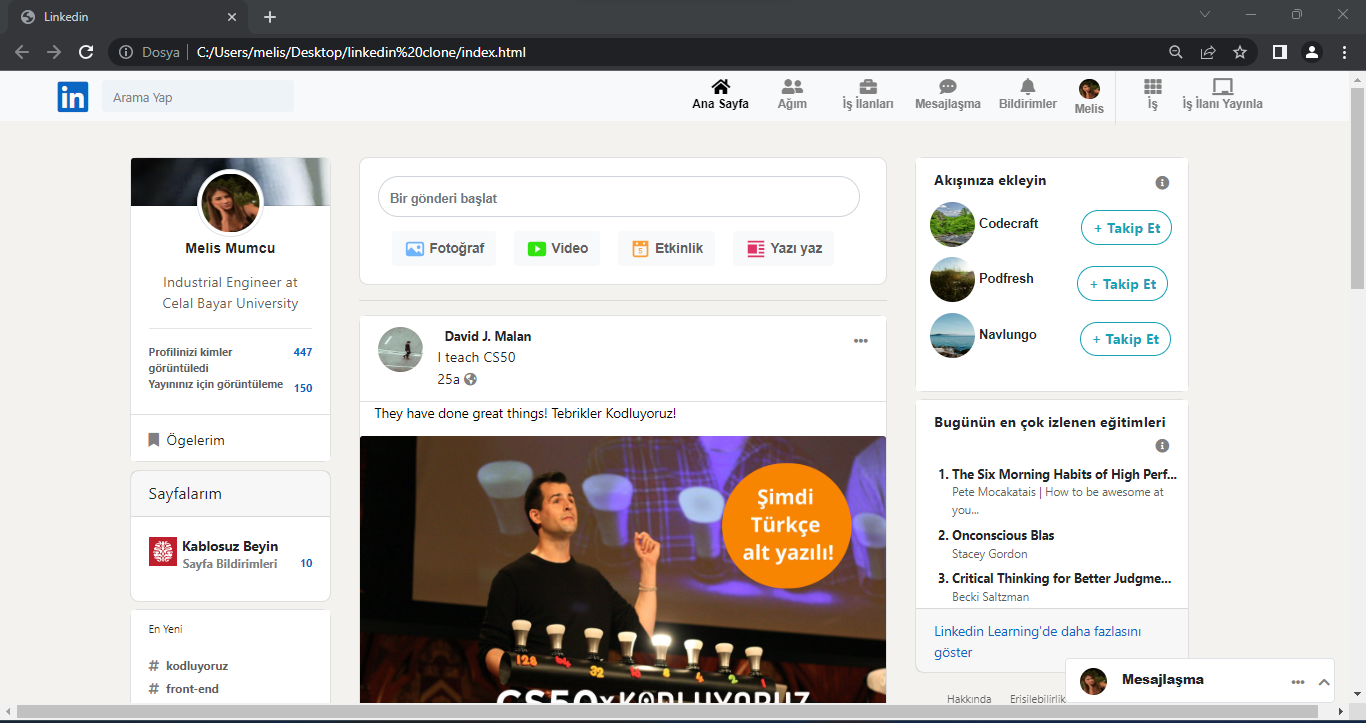 Linkedin
Dosya
C:/Users/melis/Desktop/linkedin%20clone/index.html
in
Arama Yap
Ana Sayfa
Ağım
İş İlanları
Mesajlaşma
Bildirimler
Melis
İş
İş İlanı Yayınla
Melis Mumcu
Industrial Engineer at
Celal Bayar University
Profilinizi kimler
görüntüledi
447
Yayınınız için görüntüleme
150
Ögelerim
Sayfalarım
Kablosuz Beyin
Sayfa Bildirimleri
10
En Yeni
# kodluyoruz
# front-end
Bir gönderi başlat
Fotoğraf
Video
5
Etkinlik
Yazı yaz
David J. Malan
I teach CS50
25a
They have done great things! Tebrikler Kodluyoruz!
Şimdi
Türkçe
alt yazılı!
128
64
32
16
8
4
2
1
CS50xKODLUYORUZ
Akışınıza ekleyin
Codecraft
+ Takip Et
Podfresh
+ Takip Et
Navlungo
+ Takip Et
Bugünün en çok izlenen eğitimleri
1. The Six Morning Habits of High Perf...
Pete Mocakatais | How to be awesome at
you...
2. Onconscious Blas
Stacey Gordon
3. Critical Thinking for Better Judgme...
Becki Saltzman
Linkedin Learning'de daha fazlasını
göster
Hakkında
Erişilebilirlik
Mesajlaşma